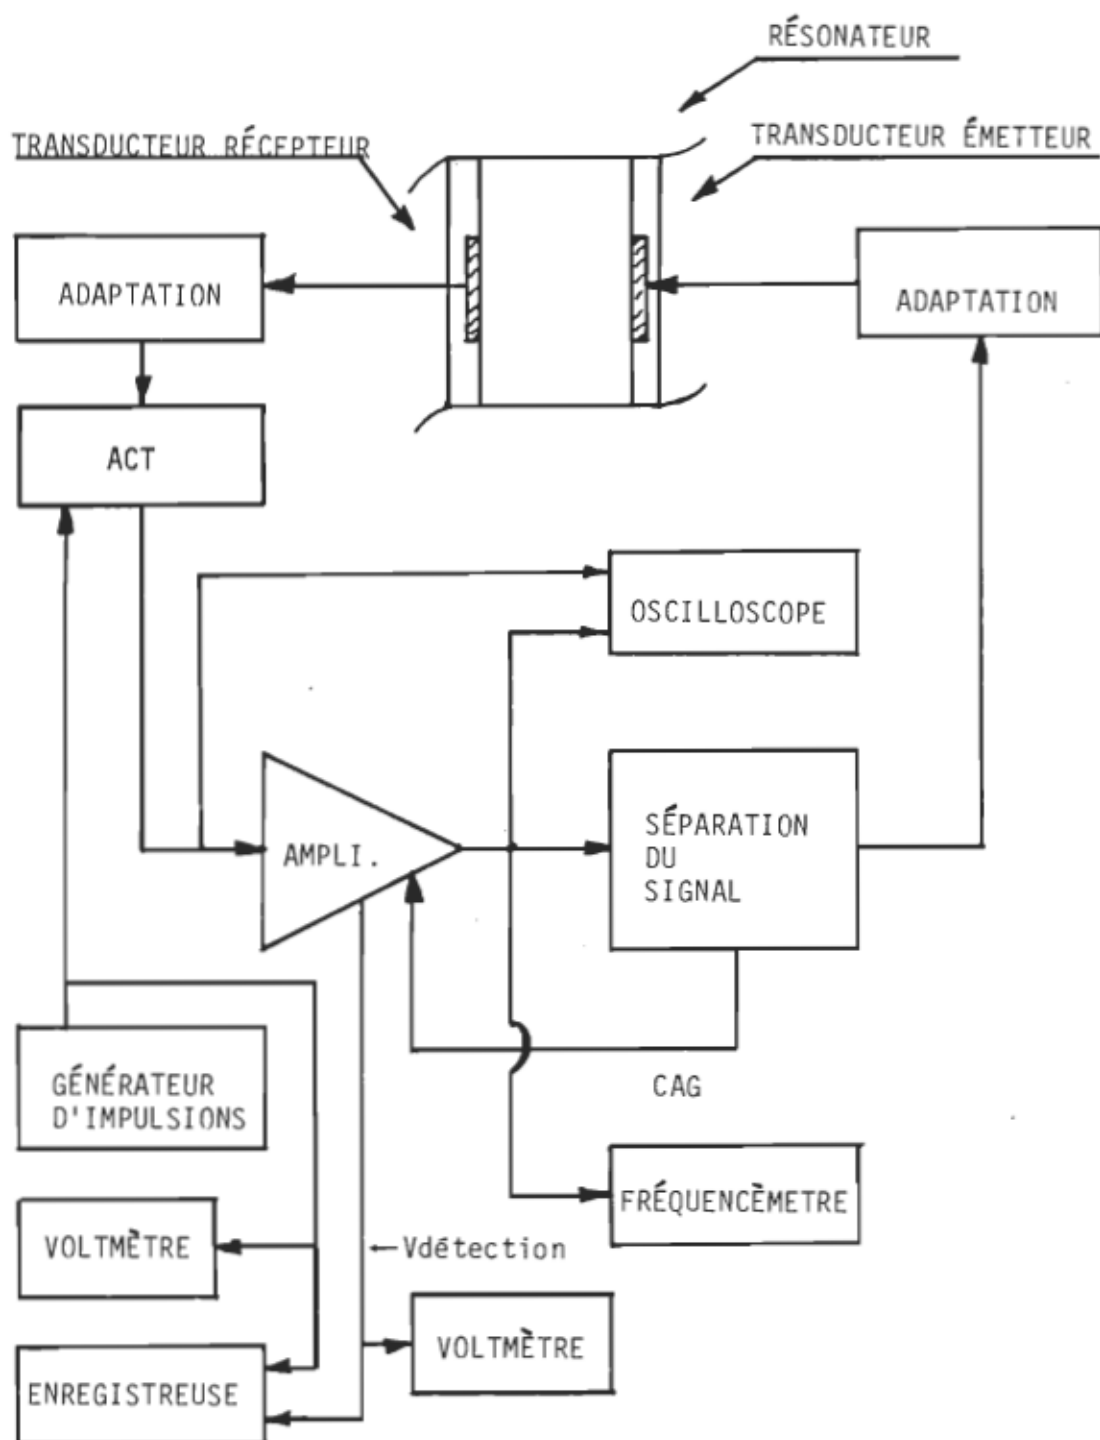 RÉSONATEUR
TRANSDUCTEUR RÉCEPTEUR
TRANSDUCTEUR ÉMETTEUR
ADAPTATION
ADAPTATION
ACT
OSCILLOSCOPE
AMPLI.
SÉPARATION
DU
SIGNAL
GÉNÉRATEUR
D'IMPULSIONS
CAG
FRÉQUENCÈMETRE
VOLTMÈTRE
Vdétection
VOLTMÈTRE
ENREGISTREUSE